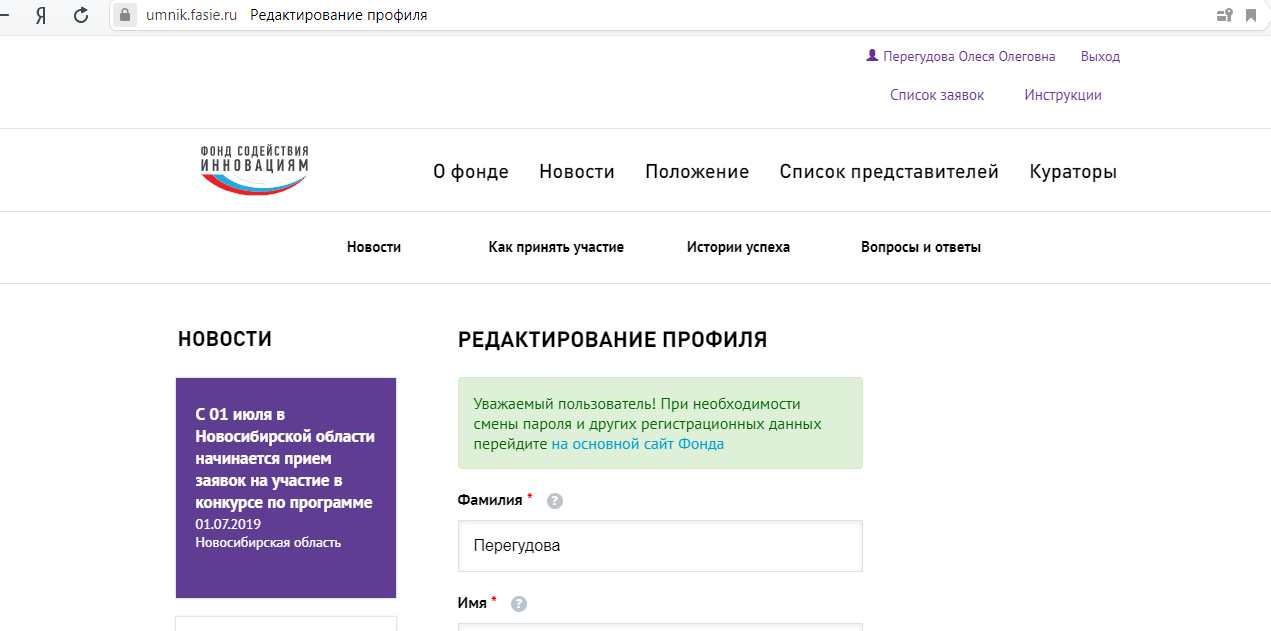 Я umnik.fasie.ru Редактирование профиля
Перегудова Олеся Олеговна Выход
Список заявок Инструкции
ФОНД СОДЕЙСТВИЯ
ИННОВАЦИЯМ
О фонде Новости Положение Список представителей Кураторы
Новости Как принять участие Истории успеха Вопросы и ответы
НОВОСТИ
С 01 июля в
Новосибирской области
начинается прием
заявок на участие в
конкурсе по программе
01.07.2019
Новосибирская область
РЕДАКТИРОВАНИЕ ПРОФИЛЯ
Уважаемый пользователь! При необходимости
смены пароля и других регистрационных данных
перейдите на основной сайт Фонда
Фамилия * ?
Перегудова
Имя * ?